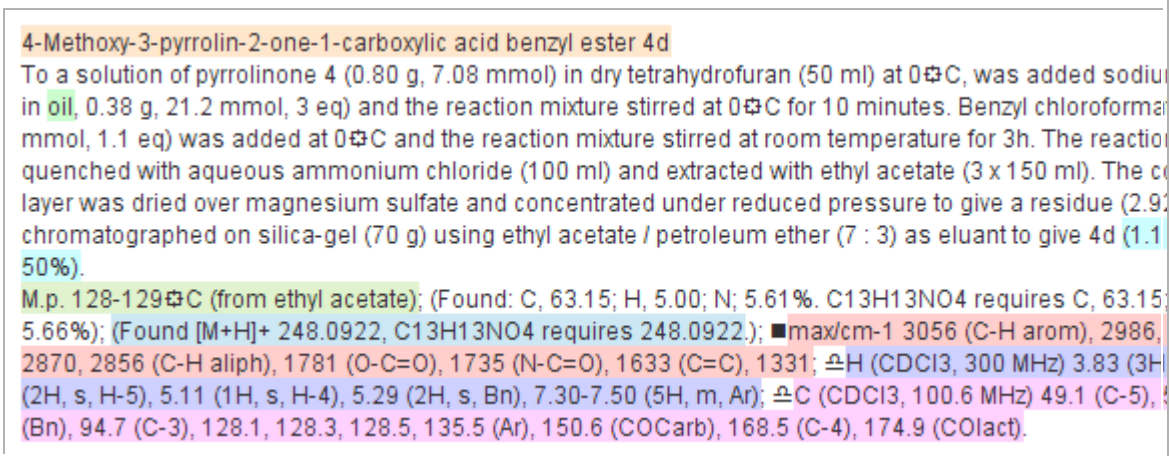 4-Methoxy-3-pyrrolin-2-one-1-carboxylic acid benzyl ester 4d
To a solution of pyrrolinone 4 (0.80 g, 7.08 mmol) in dry tetrahydrofuran (50 ml) at 0⌼C, was added
in oil, 0.38 g, 21.2 mmol, 3 eq) and the reaction mixture stirred at 0⌼C for 10 minutes. Benzyl
mmol, 1.1 eq) was added at 0⌼C and the reaction mixture stirred at room temperature for 3h. The
quenched with aqueous ammonium chloride (100 ml) and extracted with ethyl acetate (3 x 150 ml). The
layer was dried over magnesium sulfate and concentrated under reduced pressure to give a residue (2.92
chromatographed on silica-gel (70 g) using ethyl acetate / petroleum ether (7 : 3) as eluant to give 4d (1.1
50%).
M.p. 128-129⌼C (from ethyl acetate); (Found: C, 63.15; H, 5.00; N; 5.61%. C13H13NO4 requires C, 63.15;
5.66%); (Found [M+H]+ 248.0922, C13H13NO4 requires 248.0922.); ■max/cm-1 3056 (C-H arom), 2986,
2870, 2856 (C-H aliph), 1781 (O-C=O), 1735 (N-C=O), 1633 (C=C), 1331; ♎H (CDCl3, 300 MHz) 3.83 (3H
(2H, s, H-5), 5.11 (1H, s, H-4), 5.29 (2H, s, Bn), 7.30-7.50 (5H, m, Ar); ♎C (CDCl3, 100.6 MHz) 49.1 (C-5),
(Bn), 94.7 (C-3), 128.1, 128.3, 128.5, 135.5 (Ar), 150.6 (COCarb), 168.5 (C-4), 174.9 (COlact).